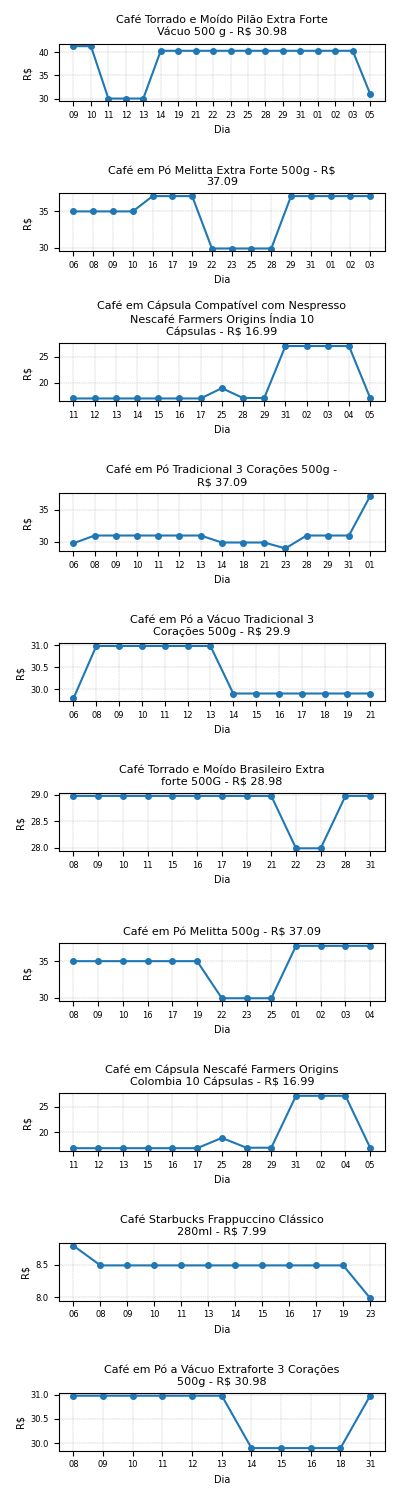 Café Torrado e Moído Pilão Extra Forte
Vácuo 500 g - R$ 30.98
40
35
30
R$
09 10 11 12 13 14 19 21 22 23 25 28 29 31 01 02 03 05
Dia
Café em Pó Melitta Extra Forte 500g - R$
37.09
35
30
R$
06 08 09 10 16 17 19 22 23 25 28 29 31 01 02 03
Dia
Café em Cápsula Compatível com Nespresso
Nescafé Farmers Origins Índia 10
Cápsulas - R$ 16.99
25
20
R$
11 12 13 14 15 16 17 25 28 29 31 02 03 04 05
Dia
Café em Pó Tradicional 3 Corações 500g -
R$ 37.09
35
30
R$
06 08 09 10 11 12 13 14 18 21 23 28 29 31 01
Dia
Café em Pó a Vácuo Tradicional 3
Corações 500g - R$ 29.9
31.0
30.5
30.0
R$
06 08 09 10 11 12 13 14 15 16 17 18 19 21
Dia
Café Torrado e Moído Brasileiro Extra
forte 500G - R$ 28.98
29.0
28.5
28.0
R$
08 09 10 11 15 16 17 19 21 22 23 28 31
Dia
Café em Pó Melitta 500g - R$ 37.09
35
30
R$
08 09 10 16 17 19 22 23 25 01 02 03 04
Dia
Café em Cápsula Nescafé Farmers Origins
Colombia 10 Cápsulas - R$ 16.99
25
20
R$
11 12 13 15 16 17 25 28 29 31 02 04 05
Dia
Café Starbucks Frappuccino Clássico
280ml - R$ 7.99
8.5
8.0
R$
06 08 09 10 11 13 14 15 16 17 19 23
Dia
Café em Pó a Vácuo Extraforte 3 Corações
500g - R$ 30.98
31.0
30.5
30.0
R$
08 09 10 11 12 13 14 15 16 18 31
Dia